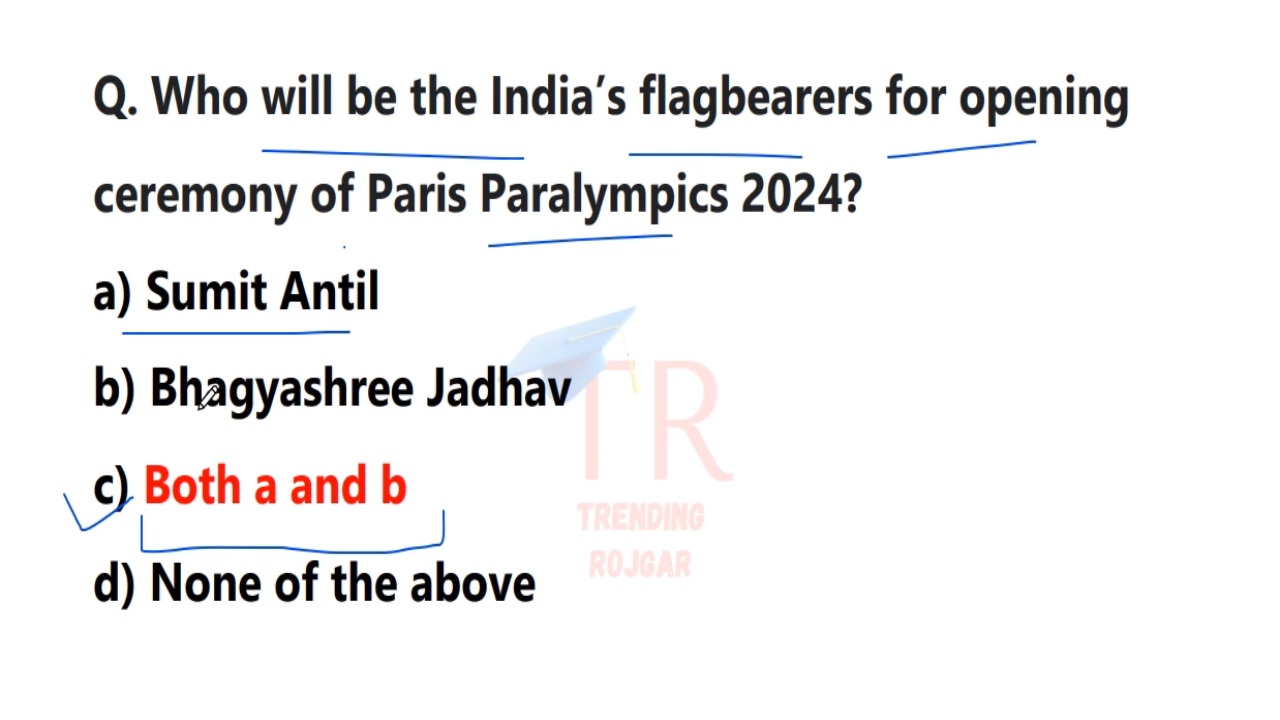 Q. Who will be the India’s flagbearers for opening
ceremony of Paris Paralympics 2024?
a) Sumit Antil
b) Bhagyashree Jadhav
c) Both a and b
d) None of the above
TR
TRENDING
ROJGAR